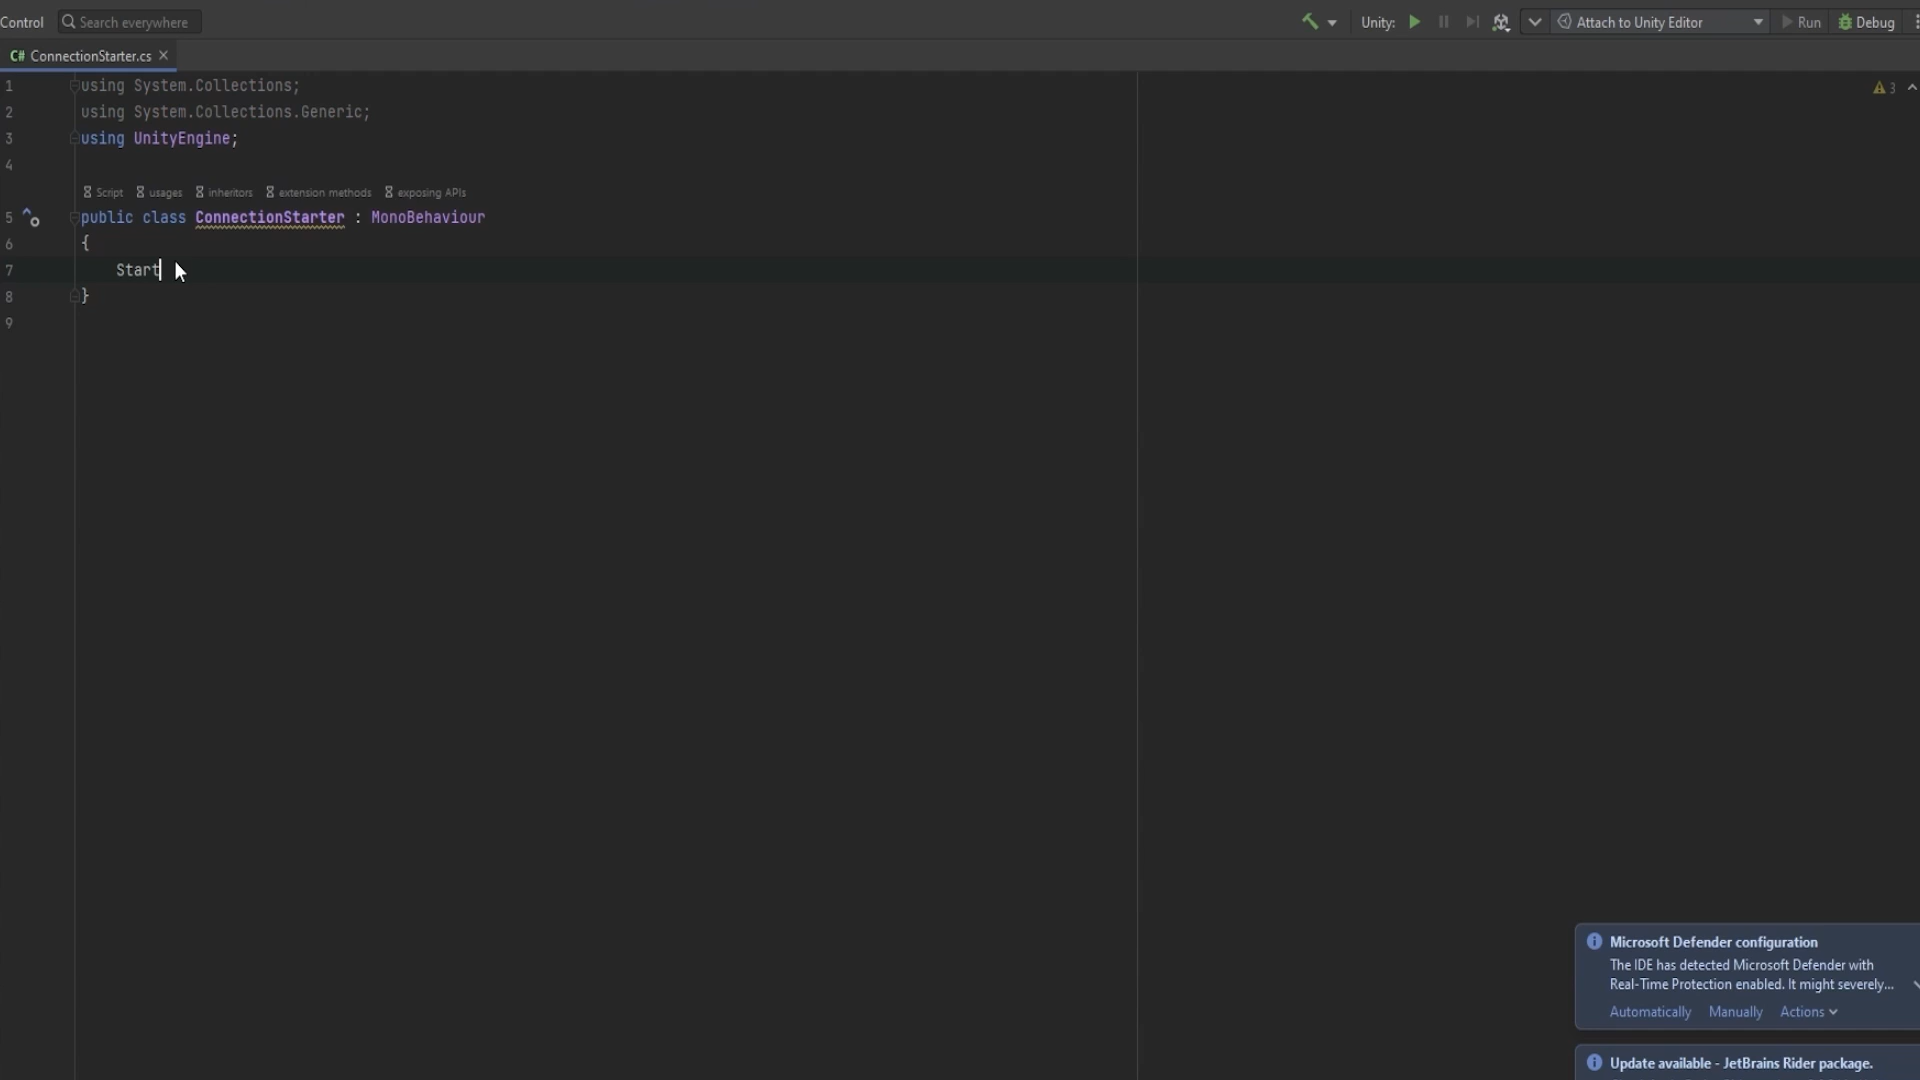 Control Search everywhere Unity: Attach to Unity Editor Run Debug
C# ConnectionStarter.cs
1 using System.Collections; 3
2 using System.Collections.Generic;
3 using UnityEngine;
4
Script usages inheritors extension methods exposing APIs
5 public class ConnectionStarter : MonoBehaviour
6 {
7 Start
8 }
9
Microsoft Defender configuration
The IDE has detected Microsoft Defender with
Real-Time Protection enabled. It might severely...
Automatically Manually Actions
Update available - JetBrains Rider package.